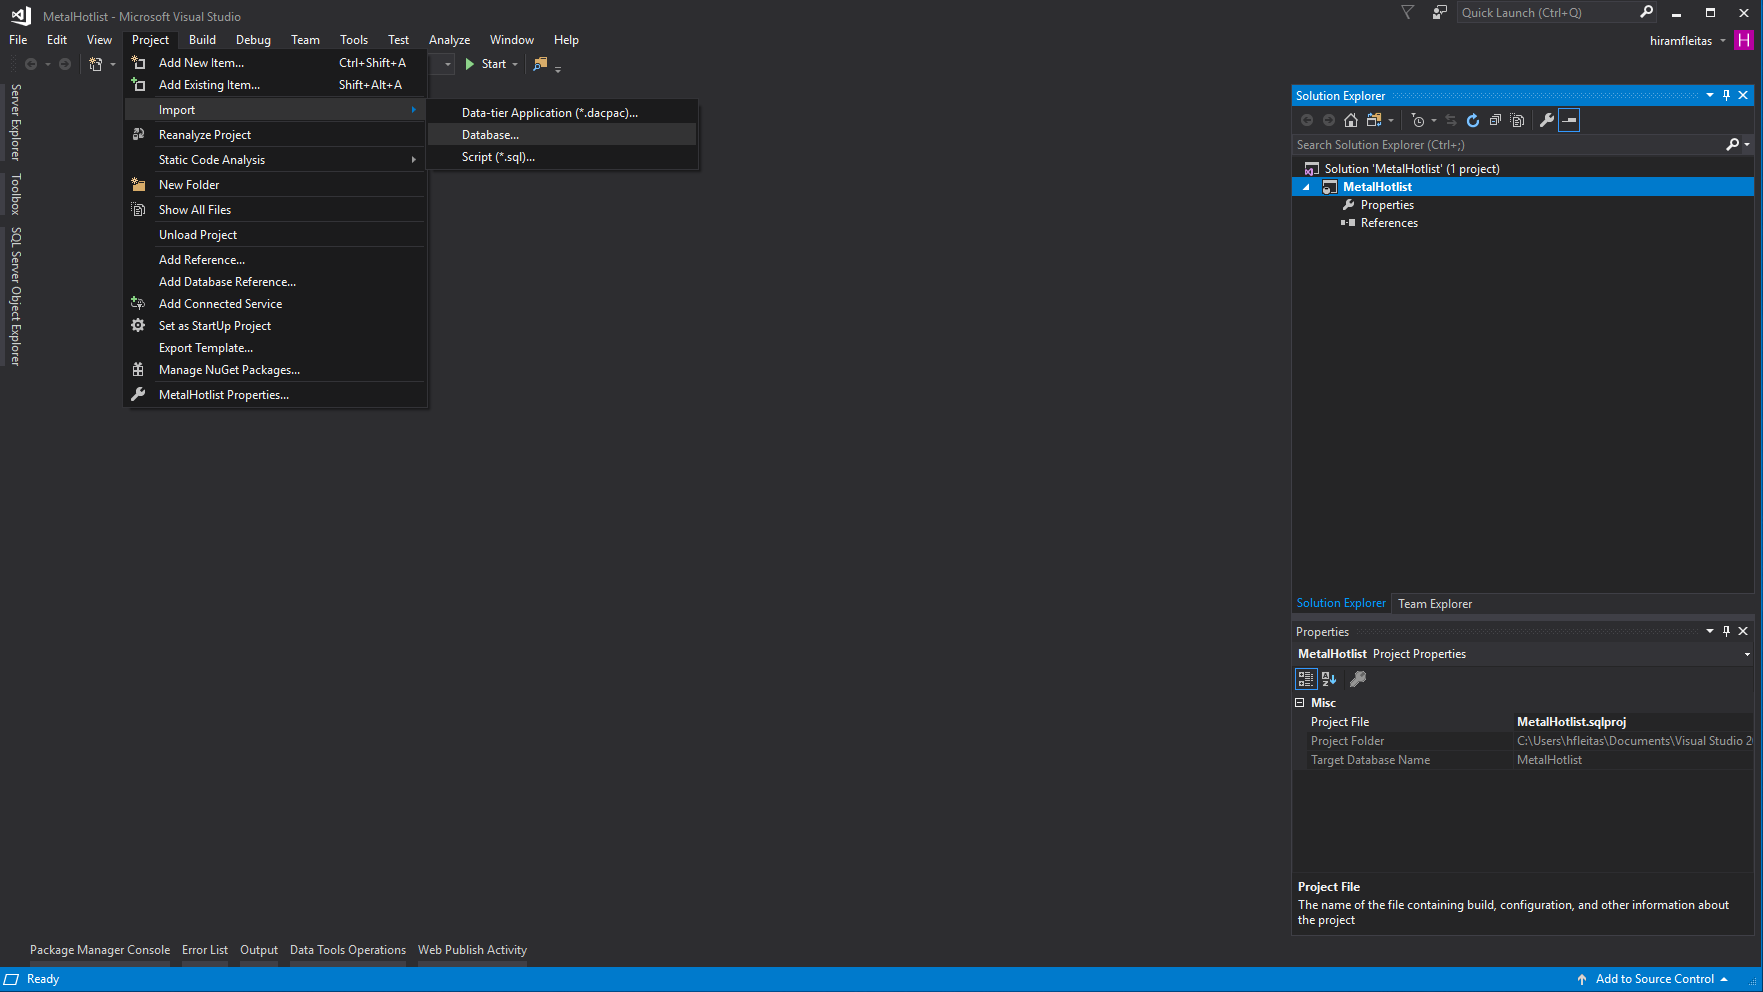 MetalHotlist - Microsoft Visual Studio
Quick Launch (Ctrl+Q)
File Edit View Project Build Debug Team Tools Test Analyze Window Help
hiramfleitas H
Start
Server Explorer
Toolbox
SQL Server Object Explorer
Add New Item... Ctrl+Shift+A
Add Existing Item... Shift+Alt+A
Import
Reanalyze Project
Static Code Analysis
New Folder
Show All Files
Unload Project
Add Reference...
Add Database Reference...
Add Connected Service
Set as StartUp Project
Export Template...
Manage NuGet Packages...
MetalHotlist Properties...
Data-tier Application (*.dacpac)...
Database...
Script (*.sql)...
Solution Explorer
Search Solution Explorer (Ctrl+;)
Solution 'MetalHotlist' (1 project)
MetalHotlist
Properties
References
Solution Explorer Team Explorer
Properties
MetalHotlist Project Properties
Misc
Project File MetalHotlist.sqlproj
Project Folder C:\Users\hfleitas\Documents\Visual Studio 2
Target Database Name MetalHotlist
Project File
The name of the file containing build, configuration, and other information about
the project
Package Manager Console Error List Output Data Tools Operations Web Publish Activity
Ready
Add to Source Control